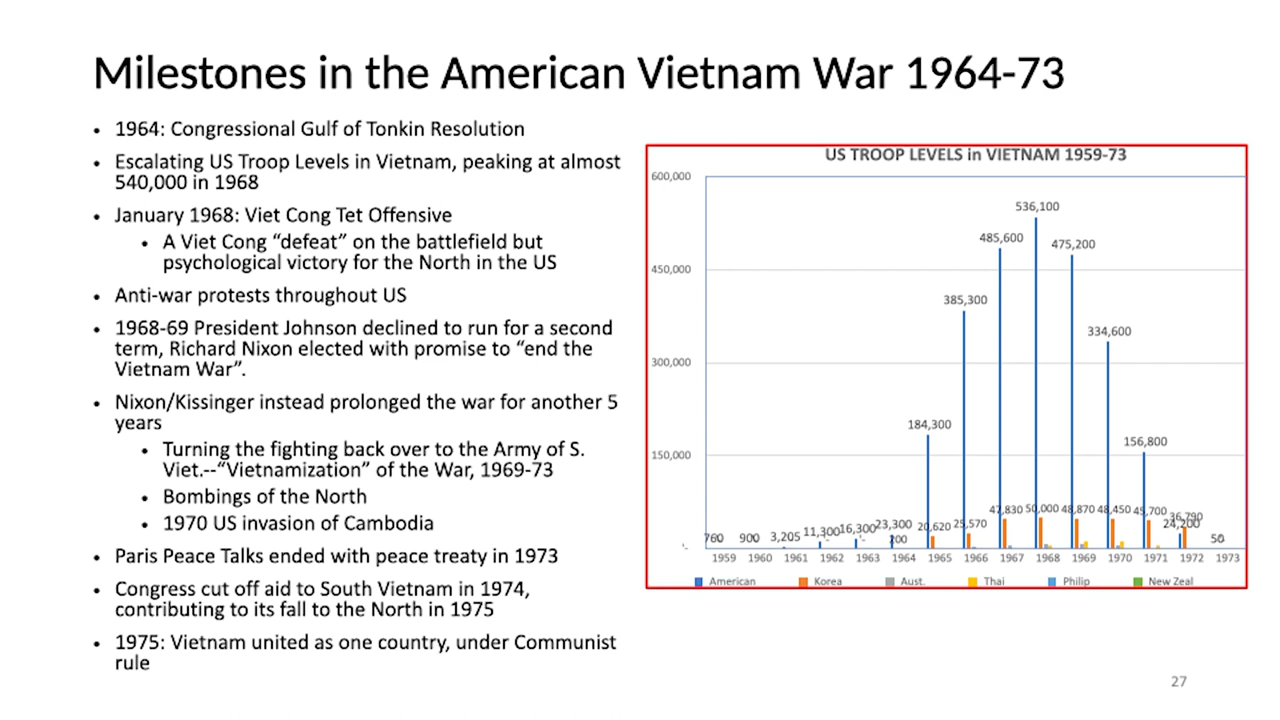 Milestones in the American Vietnam War 1964-73
• 1964: Congressional Gulf of Tonkin Resolution
• Escalating US Troop Levels in Vietnam, peaking at almost
540,000 in 1968
• January 1968: Viet Cong Tet Offensive
• A Viet Cong “defeat” on the battlefield but
psychological victory for the North in the US
• Anti-war protests throughout US
• 1968-69 President Johnson declined to run for a second
term, Richard Nixon elected with promise to “end the
Vietnam War”.
• Nixon/Kissinger instead prolonged the war for another 5
years
• Turning the fighting back over to the Army of S.
Viet.--“Vietnamization” of the War, 1969-73
• Bombings of the North
• 1970 US invasion of Cambodia
• Paris Peace Talks ended with peace treaty in 1973
• Congress cut off aid to South Vietnam in 1974,
contributing to its fall to the North in 1975
• 1975: Vietnam united as one country, under Communist
rule
US TROOP LEVELS in VIETNAM 1959-73
600,000
536,100
485,600
475,200
450,000
385,300
334,600
300,000
184,300
156,800
150,000
760 900 3,205 11,300 16,300 23,300 200 20,620 25,570 47,830 50,000 48,870 48,450 45,700 36,790 24,200 50
1959 1960 1961 1962 1963 1964 1965 1966 1967 1968 1969 1970 1971 1972 1973
American Korea Aust. Thai Philip New Zeal
27